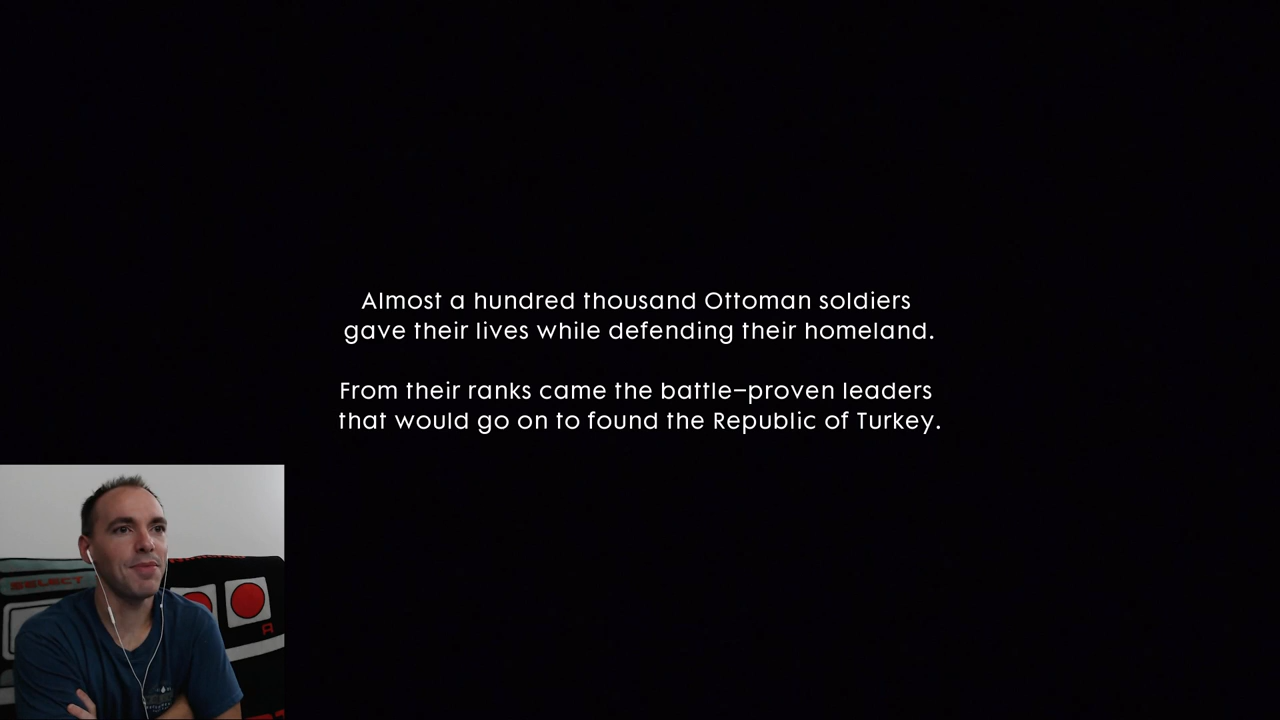 Almost a hundred thousand Ottoman soldiers
gave their lives while defending their homeland.
From their ranks came the battle–proven leaders
that would go on to found the Republic of Turkey.
SELECT
A